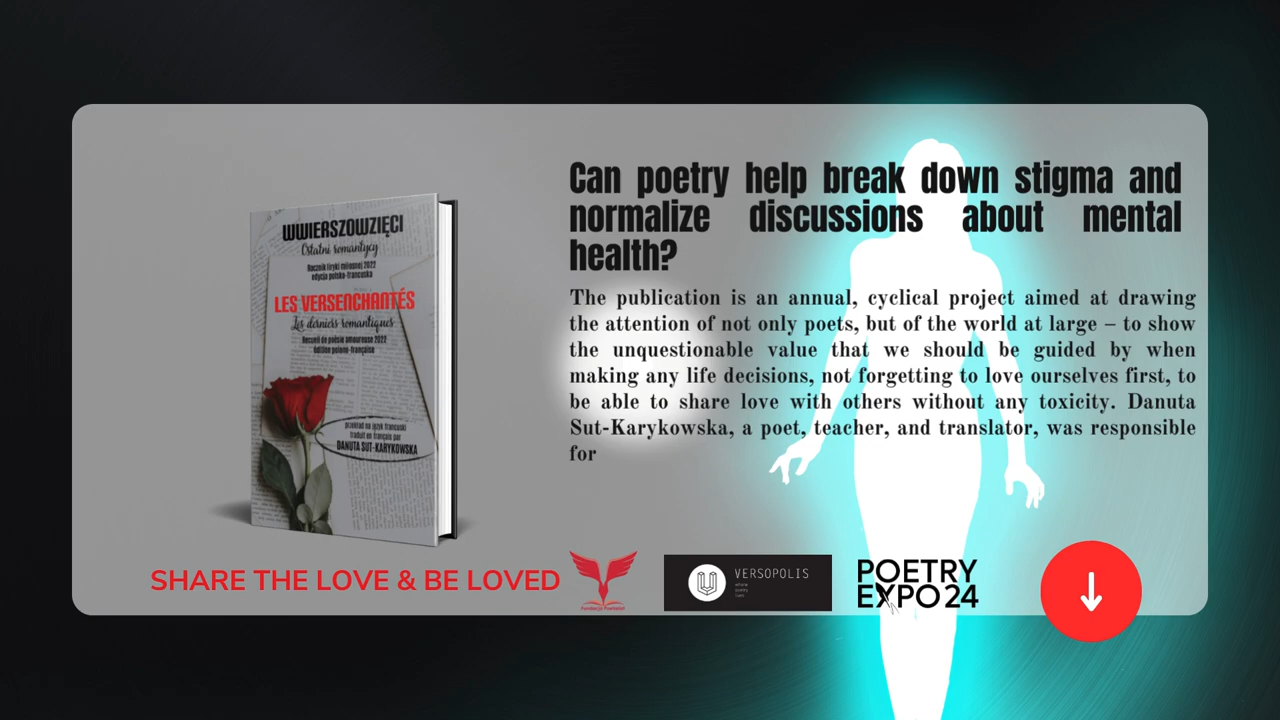 WWIERSZOWZIĘCI
Ostatni romantycy
Rocznik liryki miłosnej 2022
edycja polsko-francuska
LES VERSENCHANTÉS
Les derniers romantiques
Recueil de poésie amoureuse 2022
édition polono-française
przekład na język francuski
traduit en français par
DANUTA SUT-KARYKOWSKA
Can poetry help break down stigma and
normalize discussions about mental
health?
The publication is an annual, cyclical project aimed at drawing
the attention of not only poets, but of the world at large – to show
the unquestionable value that we should be guided by when
making any life decisions, not forgetting to love ourselves first, to
be able to share love with others without any toxicity. Danuta
Sut-Karykowska, a poet, teacher, and translator, was responsible
for
SHARE THE LOVE & BE LOVED
VERSOPOLIS
where
poetry
lives
POETRY
EXPO 24